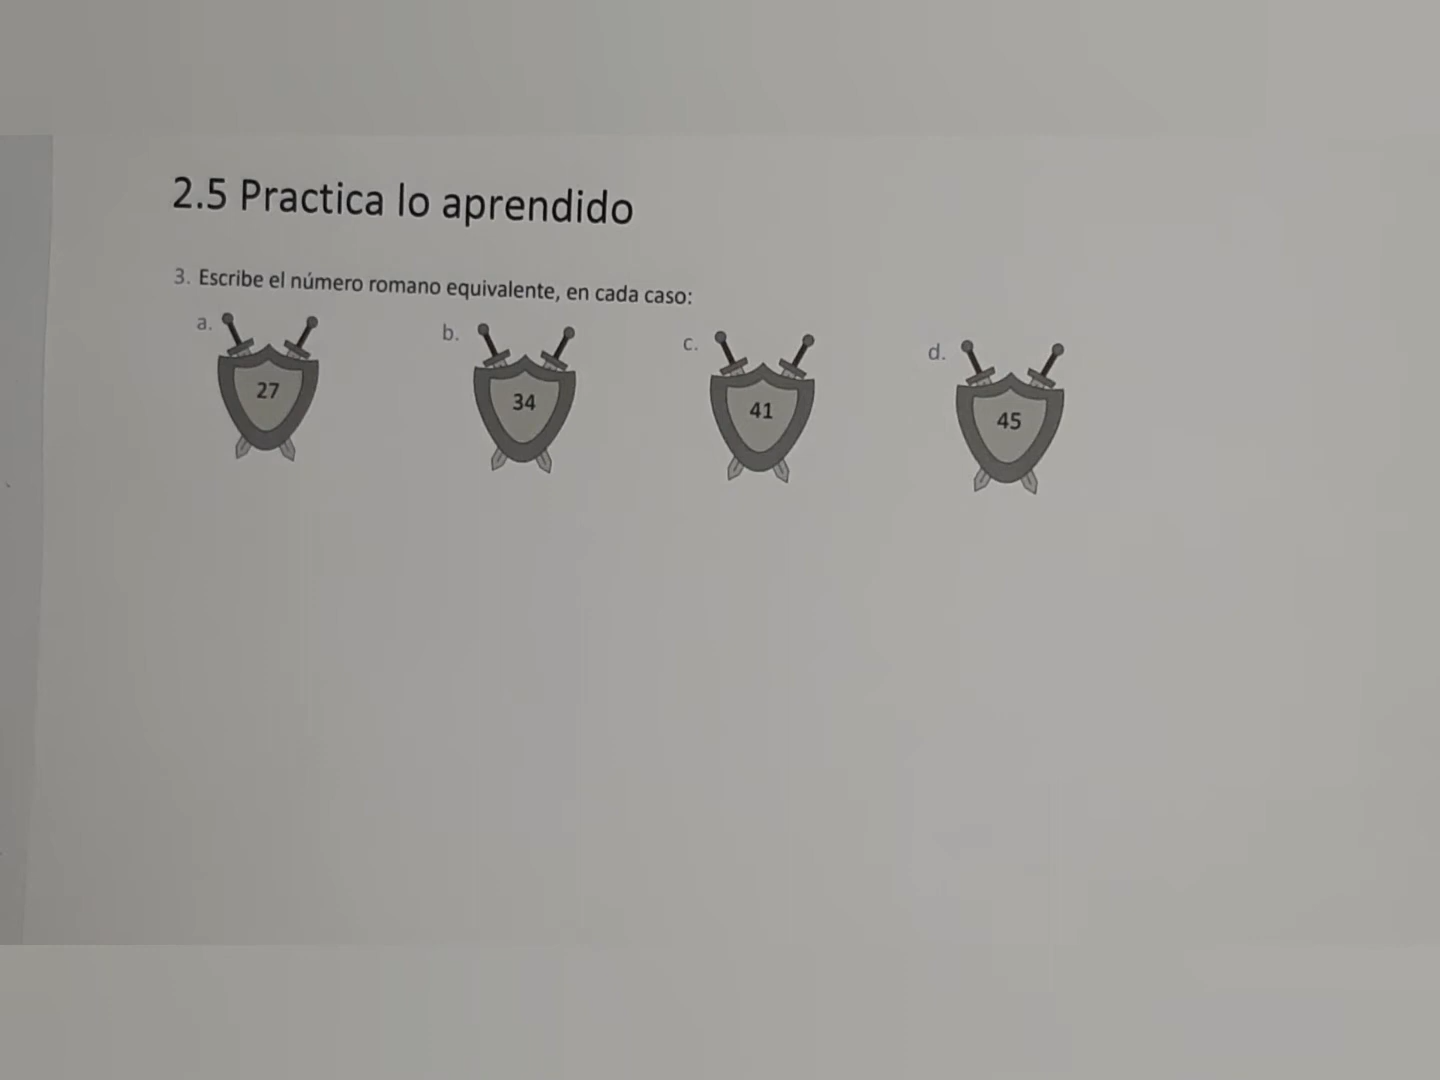 2.5 Practica lo aprendido
3. Escribe el número romano equivalente, en cada caso:
a. 27
b. 34
c. 41
d. 45